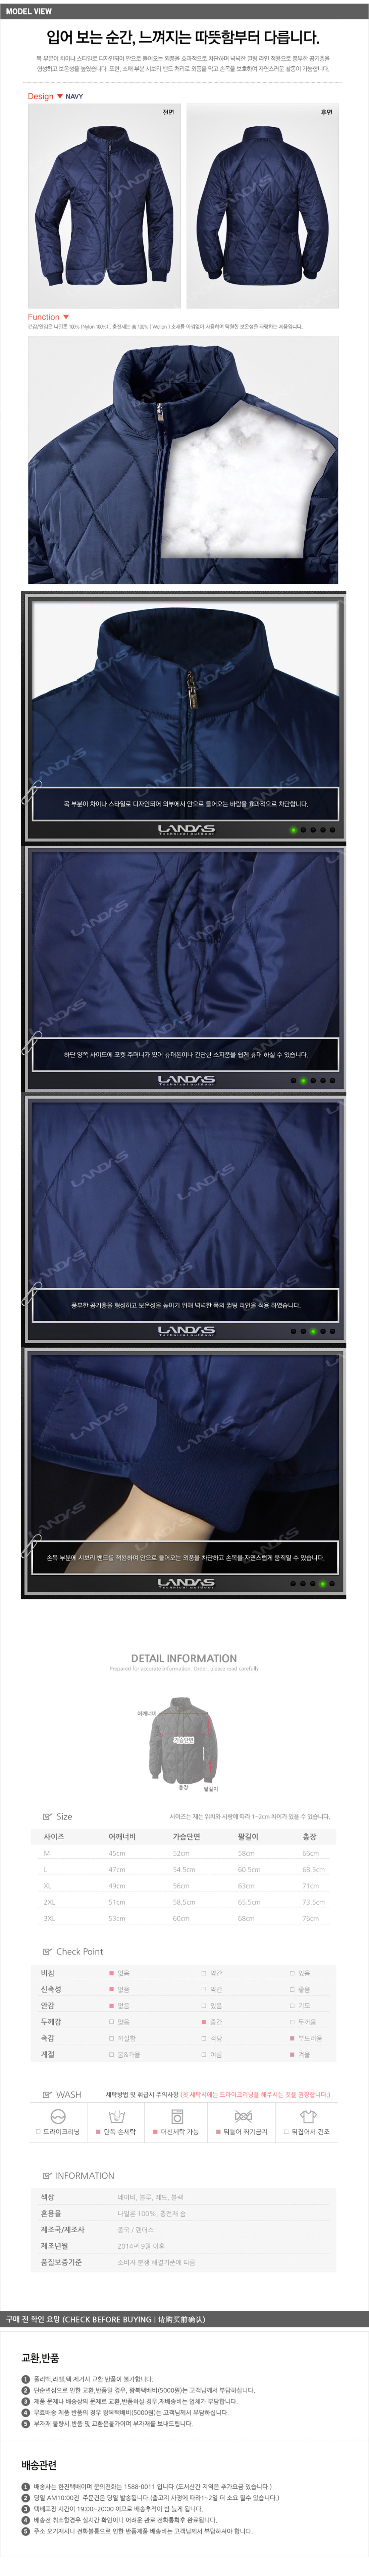 MODEL VIEW
입어 보는 순간, 느껴지는 따뜻함부터 다릅니다.
목 부분이 차이나 스타일로 디자인되어 안으로 들어오는 외풍을 효과적으로 차단하며 넉넉한 퀼팅 라인 적용으로 풍부한 공기층을
형성하고 보온성을 높였습니다. 또한, 소매 부분 시보리 밴드 처리로 외풍을 막고 손목을 보호하여 자연스러운 활동이 가능합니다.
Design ▼ NAVY
전면
후면
LANDAS
LANDAS
Function ▼
겉감/안감은 나일론 100% (Nylon 100%) , 충전재는 솜 100% ( Wellon ) 소재를 사용하여 탁월한 보온성을 자랑하는 제품입니다.
LANDAS
목 부분이 차이나 스타일로 디자인되어 외부에서 안으로 들어오는 바람을 효과적으로 차단합니다.
LANDAS
Technical outdoor
하단 양쪽 사이드에 포켓 주머니가 있어 휴대폰이나 간단한 소지품을 쉽게 휴대 하실 수 있습니다.
LANDAS
Technical outdoor
풍부한 공기층을 형성하고 보온성을 높이기 위해 넉넉한 폭의 퀼팅 라인을 적용 하였습니다.
LANDAS
Technical outdoor
손목 부분에 시보리 밴드를 적용하여 안으로 들어오는 외풍을 차단하고 손목을 자연스럽게 움직일 수 있습니다.
LANDAS
Technical outdoor
DETAIL INFORMATION
Prepared for accurate information. Order, please read carefully
어깨너비
가슴단면
총장
팔길이
Size
사이즈는 재는 위치와 사람에 따라 1~2cm 차이가 있을 수 있습니다.
사이즈 어깨너비 가슴단면 팔길이 총장
M 45cm 52cm 58cm 66cm
L 47cm 54.5cm 60.5cm 68.5cm
XL 49cm 56cm 63cm 71cm
2XL 51cm 58.5cm 65.5cm 73.5cm
3XL 53cm 60cm 68cm 76cm
Check Point
비침 ■ 없음 □ 약간 □ 있음
신축성 ■ 없음 □ 약간 □ 좋음
안감 ■ 없음 □ 있음 □ 기모
두께감 □ 얇음 ■ 중간 □ 두꺼움
촉감 □ 까실함 □ 적당 ■ 부드러움
계절 □ 봄&가을 □ 여름 ■ 겨울
WASH
세탁방법 및 취급시 주의사항 (첫 세탁시에는 드라이크리닝을 해주시는 것을 권장합니다.)
□ 드라이크리닝 ■ 단독 손세탁 ■ 머신세탁 가능 ■ 뒤틀어 짜기금지 □ 뒤집어서 건조
INFORMATION
색상 네이비, 블루, 레드, 블랙
혼용율 나일론 100%, 충전재 솜
제조국/제조사 중국 / 랜더스
제조년월 2014년 9월 이후
품질보증기준 소비자 분쟁 해결기준에 따름
구매 전 확인 요망 (CHECK BEFORE BUYING | 请购买前确认)
교환,반품
1 폴리백,라벨,택 제거시 교환 반품이 불가합니다.
2 단순변심으로 인한 교환,반품일 경우, 왕복택배비(5000원)는 고객님께서 부담하십니다.
3 제품 문제나 배송상의 문제로 교환,반품하실 경우,재배송비는 업체가 부담합니다.
4 무료배송 제품 반품의 경우 왕복택배비(5000원)는 고객님께서 부담하십니다.
5 부자재 불량시,반품 및 교환은불가하며 부자재를 보내드립니다.
배송관련
1 배송사는 한진택배이며 문의전화는 1588-0011 입니다.(도서산간 지역은 추가요금 있습니다.)
2 당일 AM10:00전 주문건은 당일 발송됩니다.(출고지 사정에 따라1~2일 더 소요 될수 있습니다.)
3 택배포장 시간이 19:00~20:00 이므로 배송추적이 밤 늦게 됩니다.
4 배송전 취소할경우 실시간 확인이니 어려운 관로 전화통화후 완료됩니다.
5 주소 오기재시나 전화불통으로 인한 반품제품 배송비는 고객님께서 부담하셔야 합니다.